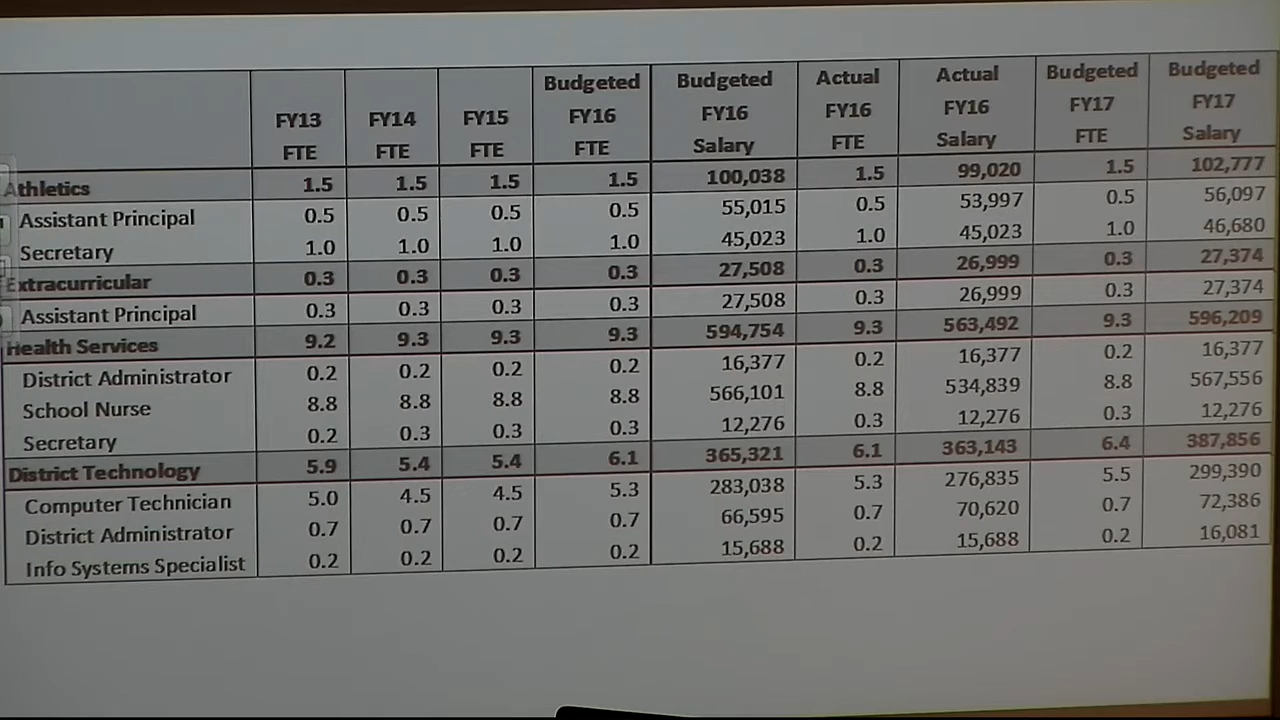 FY13 FTE FY14 FTE FY15 FTE Budgeted FY16 FTE Budgeted FY16 Salary Actual FY16 FTE Actual FY16 Salary Budgeted FY17 FTE Budgeted FY17 Salary
Athletics 1.5 1.5 1.5 1.5 100,038 1.5 99,020 1.5 102,777
Assistant Principal 0.5 0.5 0.5 0.5 55,015 0.5 53,997 0.5 56,097
Secretary 1.0 1.0 1.0 1.0 45,023 1.0 45,023 1.0 46,680
Extracurricular 0.3 0.3 0.3 0.3 27,508 0.3 26,999 0.3 27,374
Assistant Principal 0.3 0.3 0.3 0.3 27,508 0.3 26,999 0.3 27,374
Health Services 9.2 9.3 9.3 9.3 594,754 9.3 563,492 9.3 596,209
District Administrator 0.2 0.2 0.2 0.2 16,377 0.2 16,377 0.2 16,377
School Nurse 8.8 8.8 8.8 8.8 566,101 8.8 534,839 8.8 567,556
Secretary 0.2 0.3 0.3 0.3 12,276 0.3 12,276 0.3 12,276
District Technology 5.9 5.4 5.4 6.1 365,321 6.1 363,143 6.4 387,856
Computer Technician 5.0 4.5 4.5 5.3 283,038 5.3 276,835 5.5 299,390
District Administrator 0.7 0.7 0.7 0.7 66,595 0.7 70,620 0.7 72,386
Info Systems Specialist 0.2 0.2 0.2 0.2 15,688 0.2 15,688 0.2 16,081